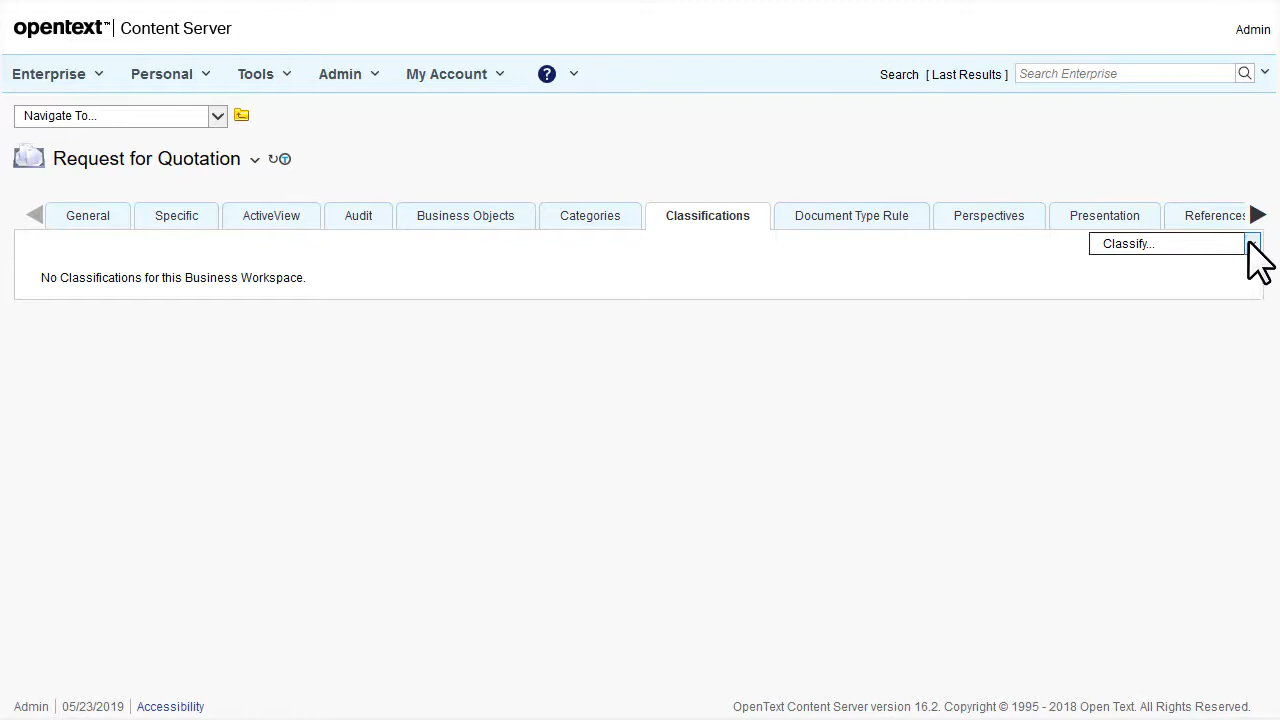 opentext™ | Content Server
Admin
Enterprise Personal Tools Admin My Account ? Search [ Last Results ] Search Enterprise
Navigate To...
Request for Quotation
General Specific ActiveView Audit Business Objects Categories Classifications Document Type Rule Perspectives Presentation References
Classify...
No Classifications for this Business Workspace.
Admin | 05/23/2019 | Accessibility OpenText Content Server version 16.2. Copyright © 1995 - 2018 Open Text. All Rights Reserved.